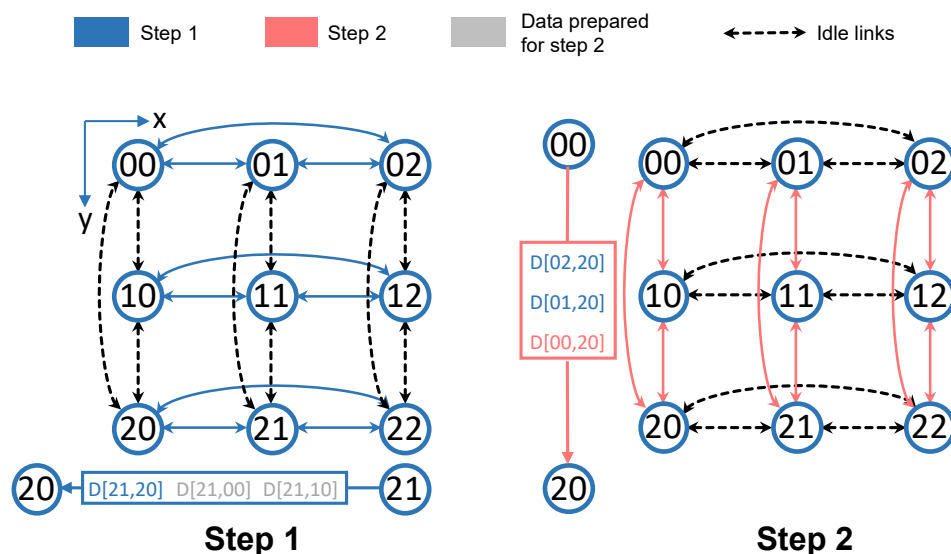 Step 1
Step 2
Data prepared
for step 2
Idle links
x
y
00 01 02
10 11 12
20 21 22
20 D[21,20] D[21,00] D[21,10] 21
Step 1
00
D[02,20]
D[01,20]
D[00,20]
20
00 01 02
10 11 12
20 21 22
Step 2